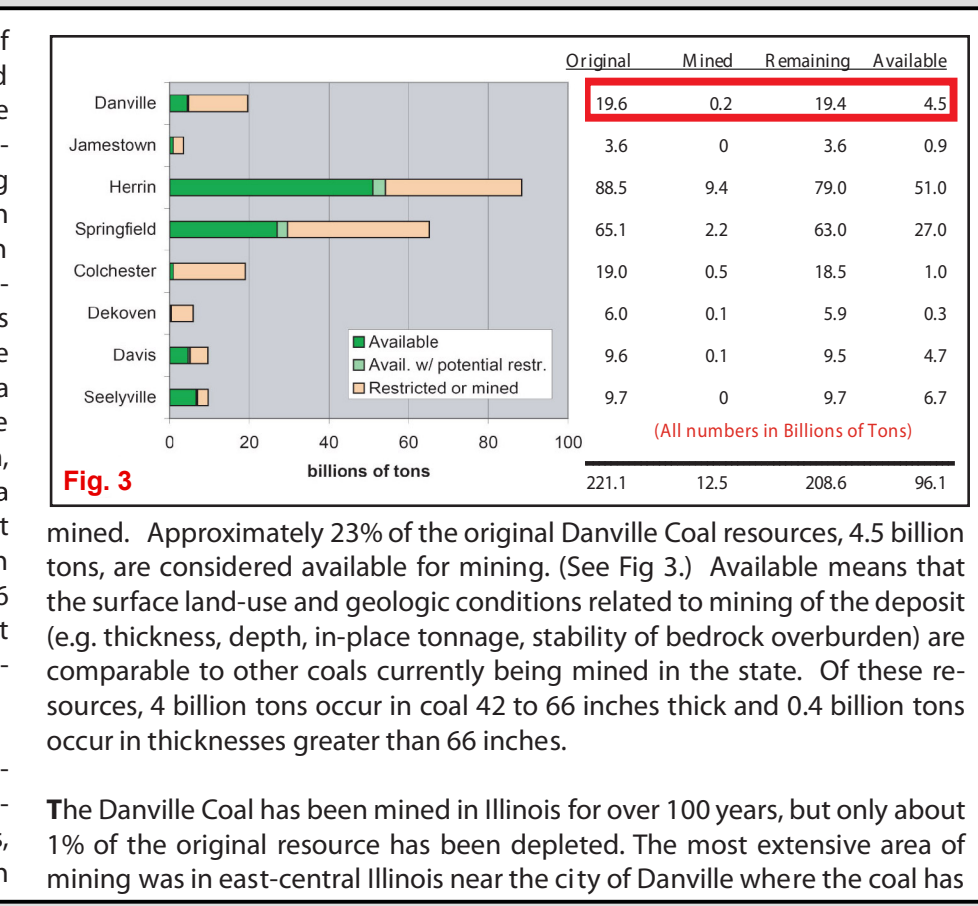 f
d
e
-
g
n
n
-
s
e
a
e
,
a
t
n
6
t
-
-
-
s,
n
Original Mined Remaining Available
Danville 19.6 0.2 19.4 4.5
Jamestown 3.6 0 3.6 0.9
Herrin 88.5 9.4 79.0 51.0
Springfield 65.1 2.2 63.0 27.0
Colchester 19.0 0.5 18.5 1.0
Dekoven 6.0 0.1 5.9 0.3
Davis 9.6 0.1 9.5 4.7
Seelyville 9.7 0 9.7 6.7
Available
Avail. w/ potential restr.
Restricted or mined
(All numbers in Billions of Tons)
0 20 40 60 80 100
billions of tons
Fig. 3
221.1 12.5 208.6 96.1
mined. Approximately 23% of the original Danville Coal resources, 4.5 billion
tons, are considered available for mining. (See Fig 3.) Available means that
the surface land-use and geologic conditions related to mining of the deposit
(e.g. thickness, depth, in-place tonnage, stability of bedrock overburden) are
comparable to other coals currently being mined in the state. Of these re-
sources, 4 billion tons occur in coal 42 to 66 inches thick and 0.4 billion tons
occur in thicknesses greater than 66 inches.
The Danville Coal has been mined in Illinois for over 100 years, but only about
1% of the original resource has been depleted. The most extensive area of
mining was in east-central Illinois near the city of Danville where the coal has